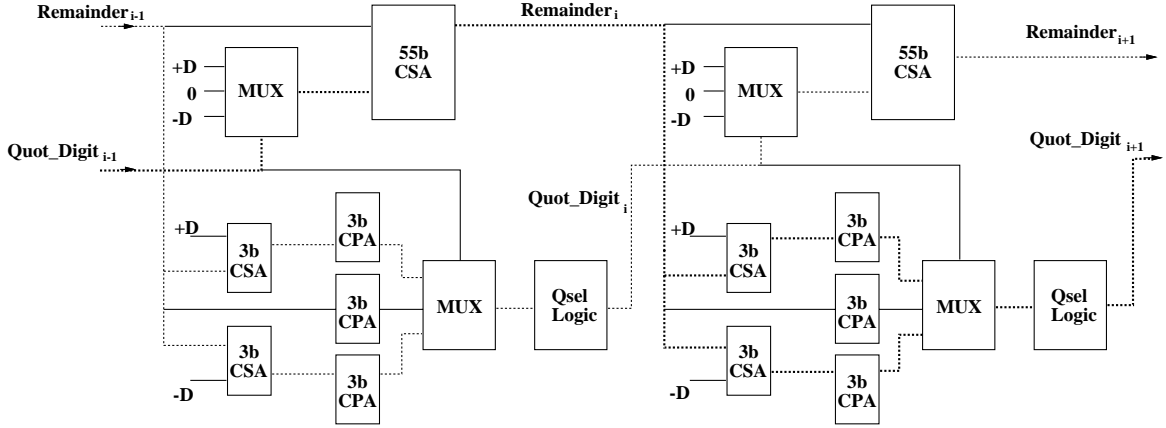 Remainder i-1
Remainder i
Remainder i+1
55b
CSA
55b
CSA
+D
0
-D
MUX
+D
0
-D
MUX
Quot_Digit i-1
Quot_Digit i
Quot_Digit i+1
+D
3b
CSA
3b
CPA
3b
CPA
3b
CSA
-D
3b
CPA
MUX
Qsel
Logic
+D
3b
CSA
3b
CPA
3b
CPA
3b
CSA
-D
3b
CPA
MUX
Qsel
Logic